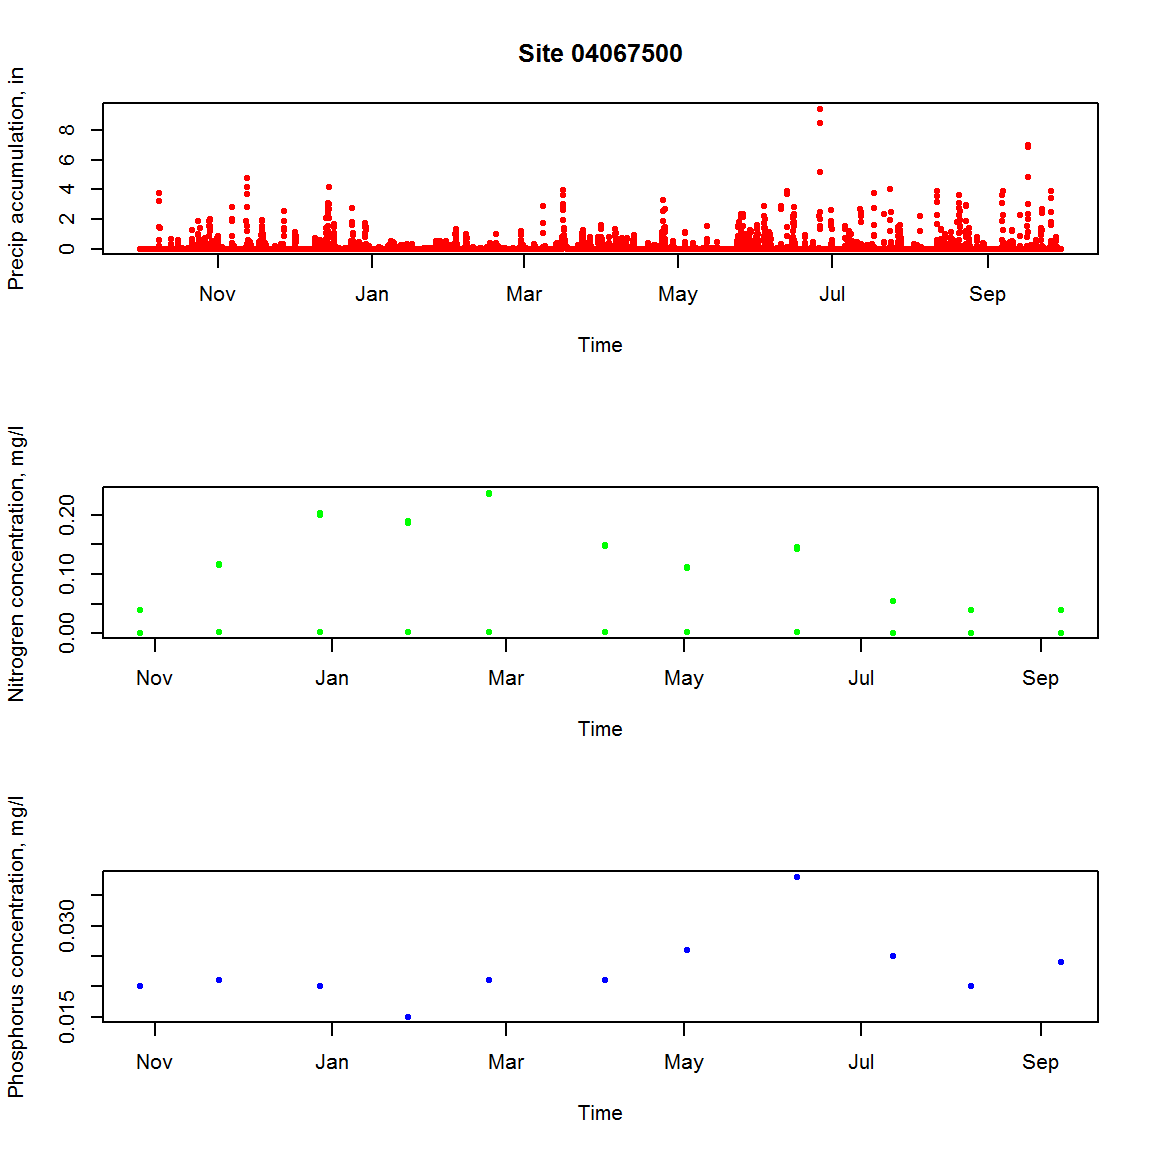 Site 04067500
Precip accumulation, in
8
6
4
2
0
Nov Jan Mar May Jul Sep
Time
Nitrogren concentration, mg/l
0.20
0.10
0.00
Nov Jan Mar May Jul Sep
Time
Phosphorus concentration, mg/l
0.030
0.015
Nov Jan Mar May Jul Sep
Time